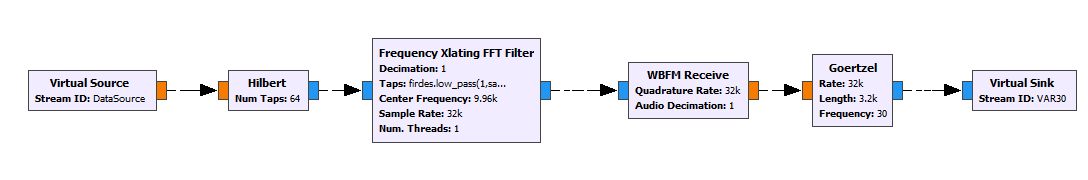 Virtual Source
Stream ID: DataSource
Hilbert
Num Taps: 64
Frequency Xlating FFT Filter
Decimation: 1
Taps: firdes.low_pass(1,sa...
Center Frequency: 9.96k
Sample Rate: 32k
Num. Threads: 1
WBFM Receive
Quadrature Rate: 32k
Audio Decimation: 1
Goertzel
Rate: 32k
Length: 3.2k
Frequency: 30
Virtual Sink
Stream ID: VAR30